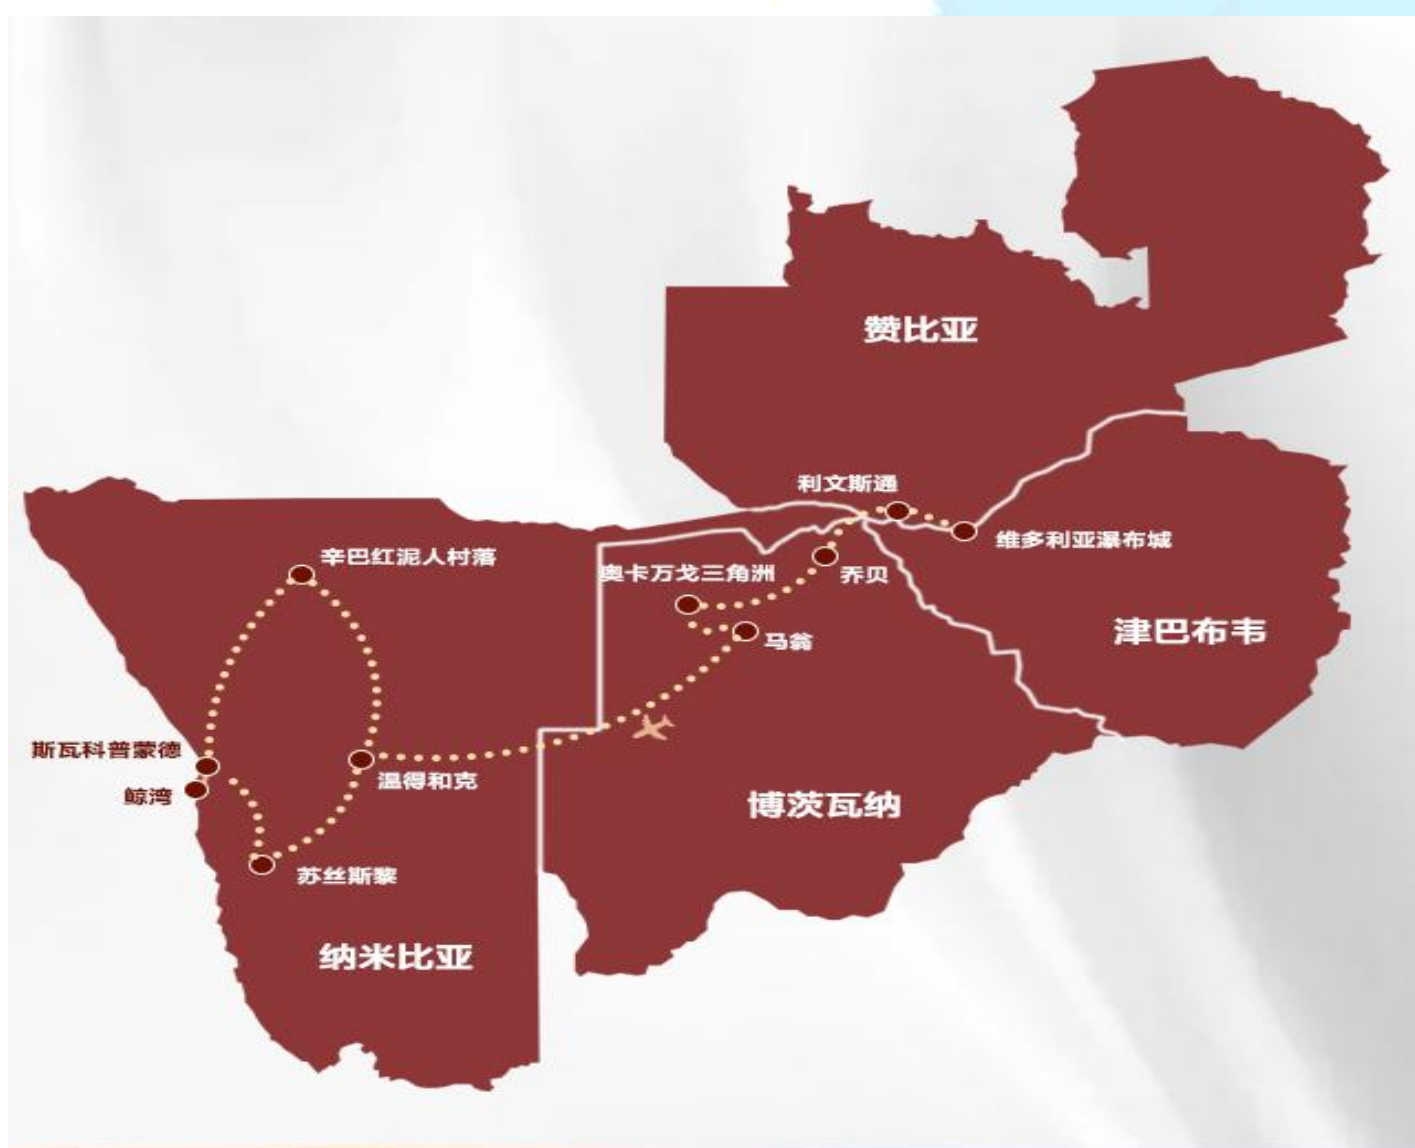 赞比亚
利文斯通
维多利亚瀑布城
辛巴红泥人村落
奥卡万戈三角洲
乔贝
津巴布韦
马翁
斯瓦科普蒙德
温得和克
鲸湾
博茨瓦纳
苏丝斯黎
纳米比亚